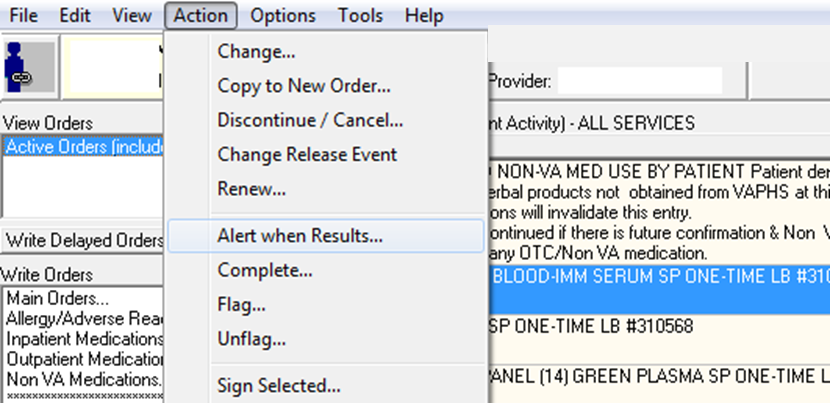 File Edit View Action Options Tools Help
Change...
Copy to New Order...
Discontinue / Cancel...
Change Release Event
Renew...
Alert when Results...
Complete...
Flag...
Unflag...
Sign Selected...
View Orders
Active Orders (includ
Write Delayed Orders
Write Orders
Main Orders...
Allergy/Adverse Rea
Inpatient Medications
Outpatient Medicatio
Non VA Medications.
Provider:
nt Activity) - ALL SERVICES
NON-VA MED USE BY PATIENT Patient der
erbal products not obtained from VAPHS at thi
ons will invalidate this entry.
ontinued if there is future confirmation & Non V
any OTC/Non VA medication.
BLOOD-IMM SERUM SP ONE-TIME LB #310
SP ONE-TIME LB #310568
ANEL (14) GREEN PLASMA SP ONE-TIME L